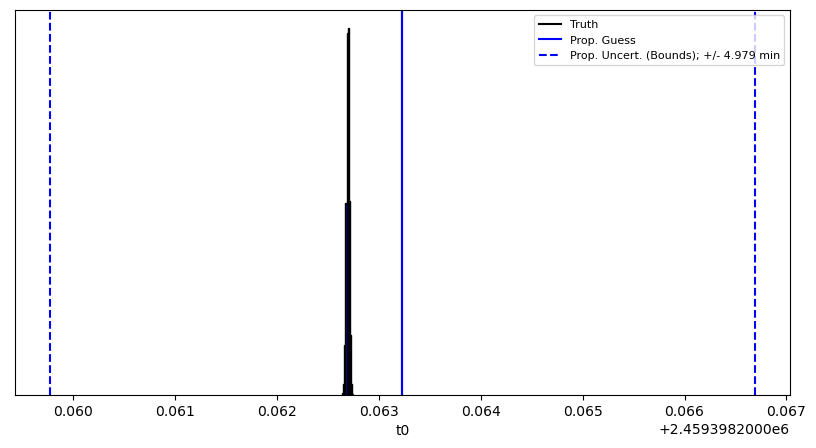 Truth
Prop. Guess
Prop. Uncert. (Bounds); +/- 4.979 min
0.060 0.061 0.062 0.063 0.064 0.065 0.066 0.067
t0
+2.4593982000e6